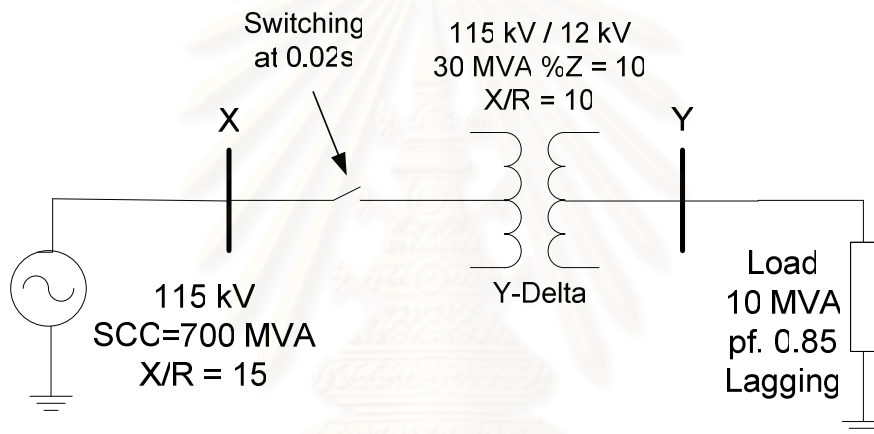 Switching
at 0.02s
115 kV / 12 kV
30 MVA %Z = 10
X/R = 10
X
Y
Y-Delta
115 kV
SCC=700 MVA
X/R = 15
Load
10 MVA
pf. 0.85
Lagging